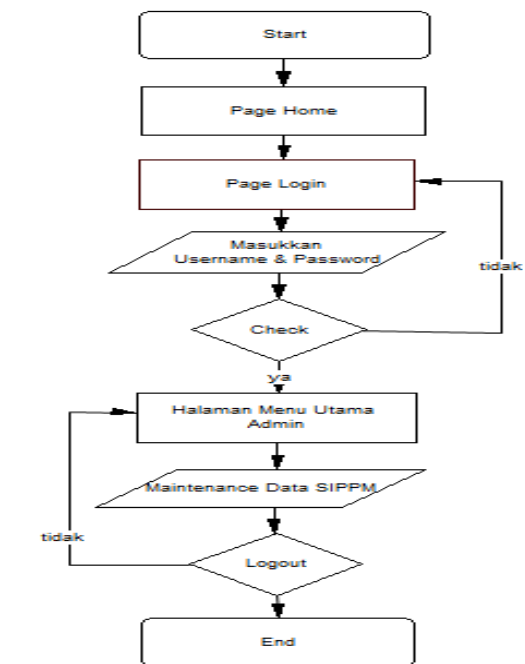 Start
Page Home
Page Login
Masukkan
Username & Password
tidak
Check
ya
Halaman Menu Utama
Admin
Maintenance Data SIPPM
tidak
Logout
End